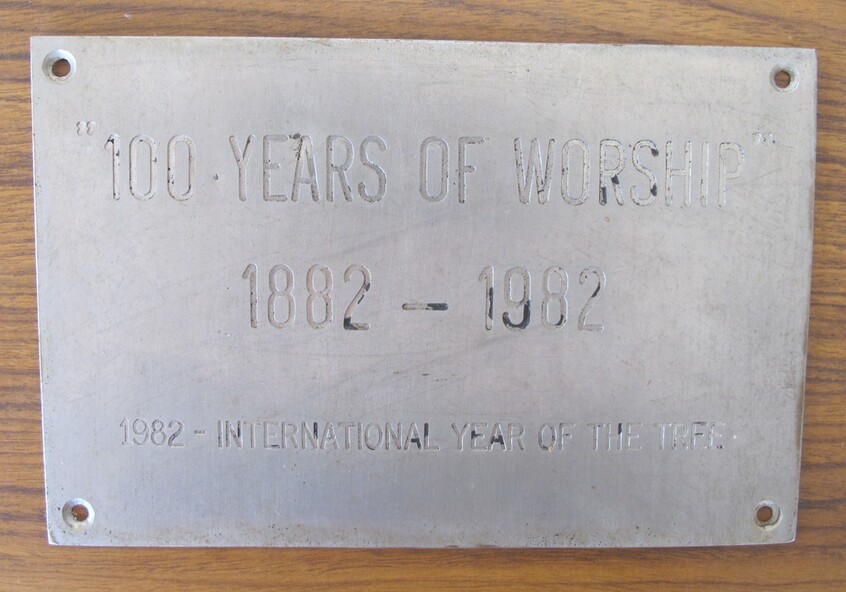 "100 YEARS OF WORSHIP"
1882 - 1982
1982 - INTERNATIONAL YEAR OF THE TREE